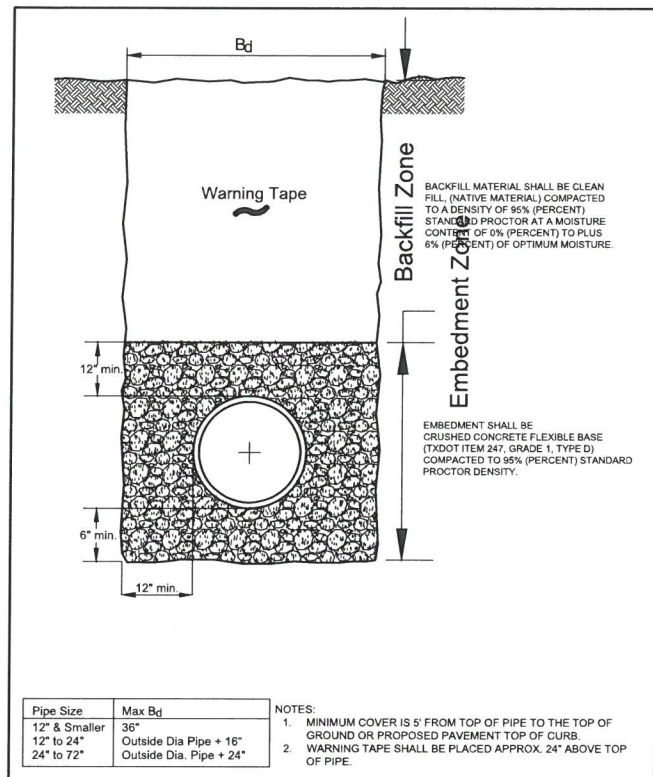 Bd
Warning Tape
Backfill Zone
BACKFILL MATERIAL SHALL BE CLEAN
FILL, (NATIVE MATERIAL) COMPACTED
TO A DENSITY OF 95% (PERCENT)
STANDARD PROCTOR AT A MOISTURE
CONTENT OF 0% (PERCENT) TO PLUS
6% (PERCENT) OF OPTIMUM MOISTURE.
Embedment Zone
12" min.
EMBEDMENT SHALL BE
CRUSHED CONCRETE FLEXIBLE BASE
(TXDOT ITEM 247, GRADE 1, TYPE D)
COMPACTED TO 95% (PERCENT) STANDARD
PROCTOR DENSITY.
6" min.
12" min.
Pipe Size Max Bd
12" & Smaller 36"
12" to 24" Outside Dia Pipe + 16"
24" to 72" Outside Dia. Pipe + 24"
NOTES:
1. MINIMUM COVER IS 5' FROM TOP OF PIPE TO THE TOP OF
GROUND OR PROPOSED PAVEMENT TOP OF CURB.
2. WARNING TAPE SHALL BE PLACED APPROX. 24" ABOVE TOP
OF PIPE.